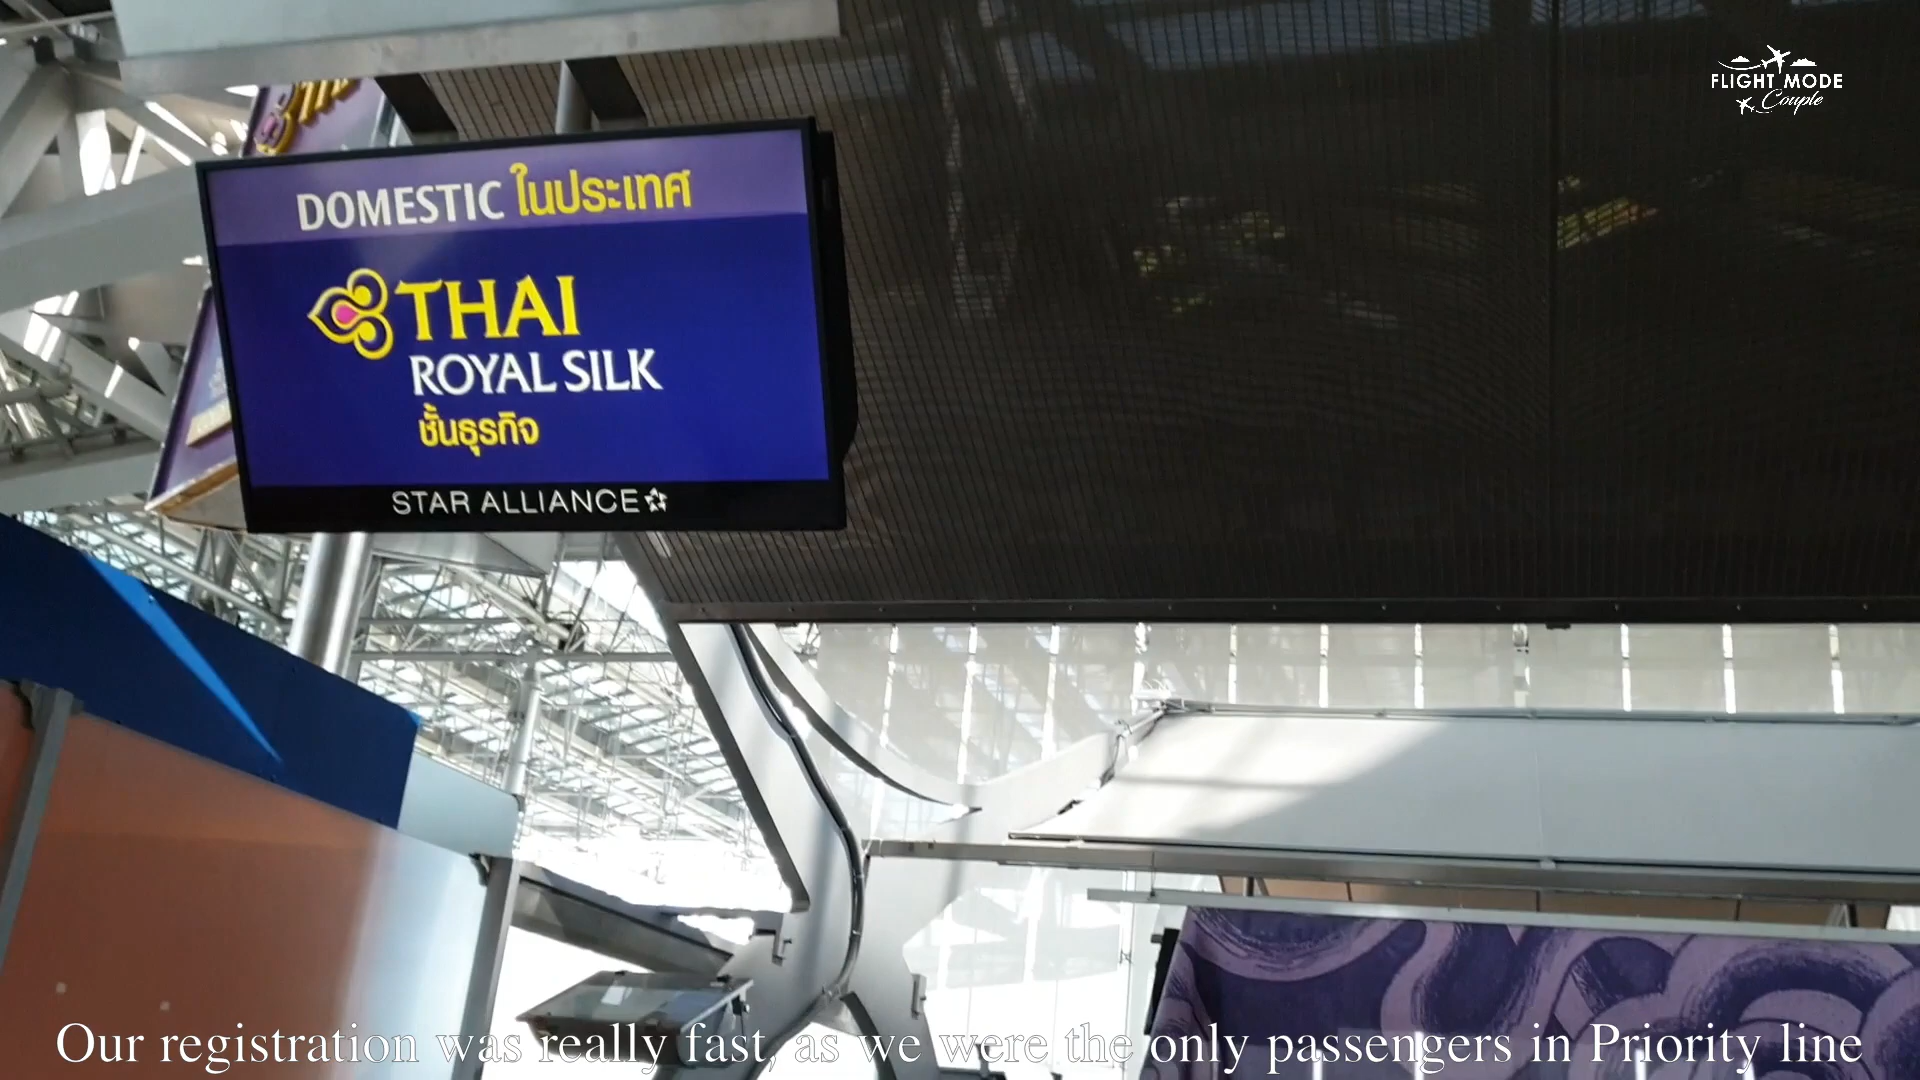 FLIGHT MODE
Couple
DOMESTIC ในประเทศ
THAI
ROYAL SILK
ชั้นธุรกิจ
STAR ALLIANCE
Our registration was really fast, as we were the only passengers in Priority line